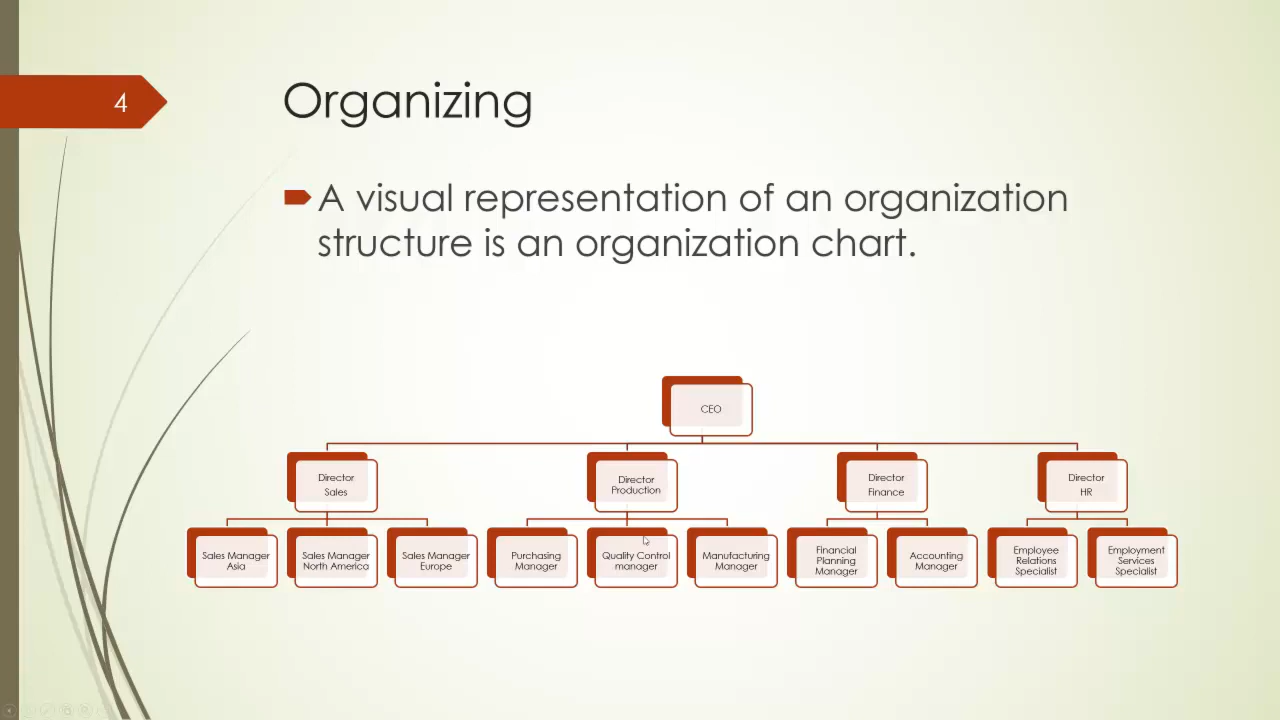 4
Organizing
A visual representation of an organization
structure is an organization chart.
CEO
Director
Sales
Director
Production
Director
Finance
Director
HR
Sales Manager
Asia
Sales Manager
North America
Sales Manager
Europe
Purchasing
Manager
Quality Control
manager
Manufacturing
Manager
Financial
Planning
Manager
Accounting
Manager
Employee
Relations
Specialist
Employment
Services
Specialist